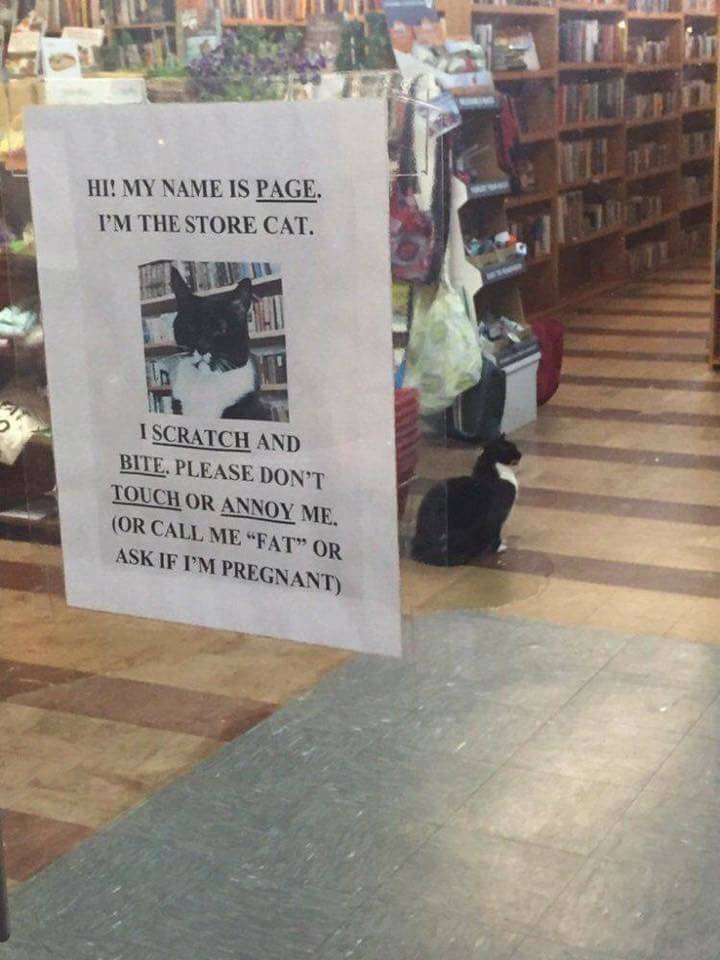 HI! MY NAME IS PAGE.
I'M THE STORE CAT.
I SCRATCH AND
BITE. PLEASE DON'T
TOUCH OR ANNOY ME.
(OR CALL ME “FAT” OR
ASK IF I'M PREGNANT)